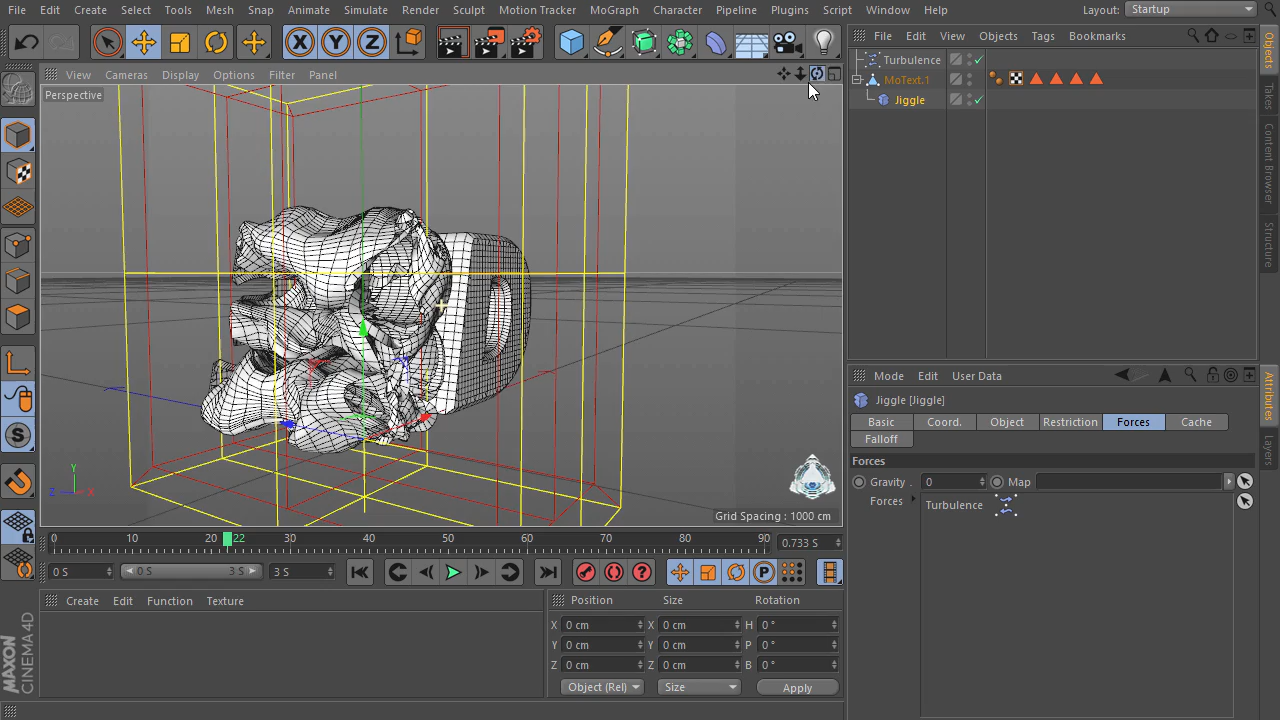 File Edit Create Select Tools Mesh Snap Animate Simulate Render Sculpt Motion Tracker MoGraph Character Pipeline Plugins Script Window Help Layout: Startup
X Y Z
File Edit View Objects Tags Bookmarks
View Cameras Display Options Filter Panel
Perspective
Turbulence
MoText.1
Jiggle
Objects
Takes
Content Browser
Structure
Mode Edit User Data
Jiggle [Jiggle]
Basic Coord. Object Restriction Forces Cache
Falloff
Forces
Gravity . 0 Map
Forces Turbulence
Attributes
Layers
Y
Z X
Grid Spacing : 1000 cm
0 10 20 22 30 40 50 60 70 80 90 0.733 S
0 S 0 S 3 S 3 S
Create Edit Function Texture
Position Size Rotation
X 0 cm X 0 cm H 0 °
Y 0 cm Y 0 cm P 0 °
Z 0 cm Z 0 cm B 0 °
Object (Rel) Size Apply
MAXON
CINEMA 4D